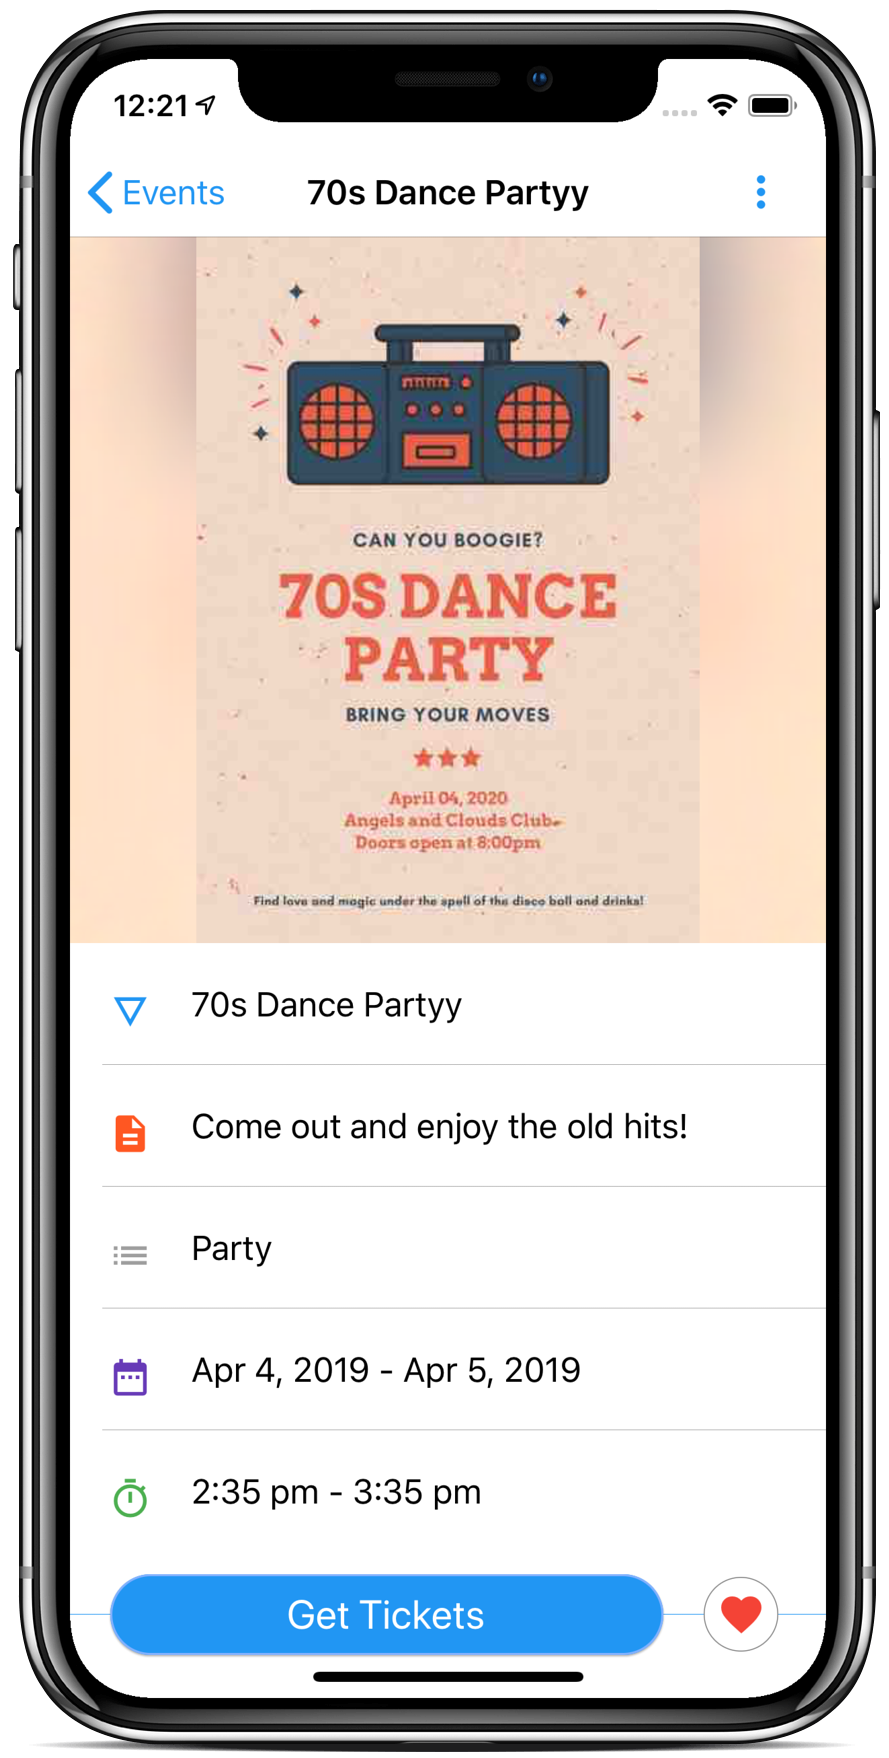 12:21
Events
70s Dance Partyy
CAN YOU BOOGIE?
70S DANCE
PARTY
BRING YOUR MOVES
April 04, 2020
Angels and Clouds Club
Doors open at 8:00pm
Find love and magic under the spell of the disco ball and drinks!
70s Dance Partyy
Come out and enjoy the old hits!
Party
Apr 4, 2019 - Apr 5, 2019
2:35 pm - 3:35 pm
Get Tickets